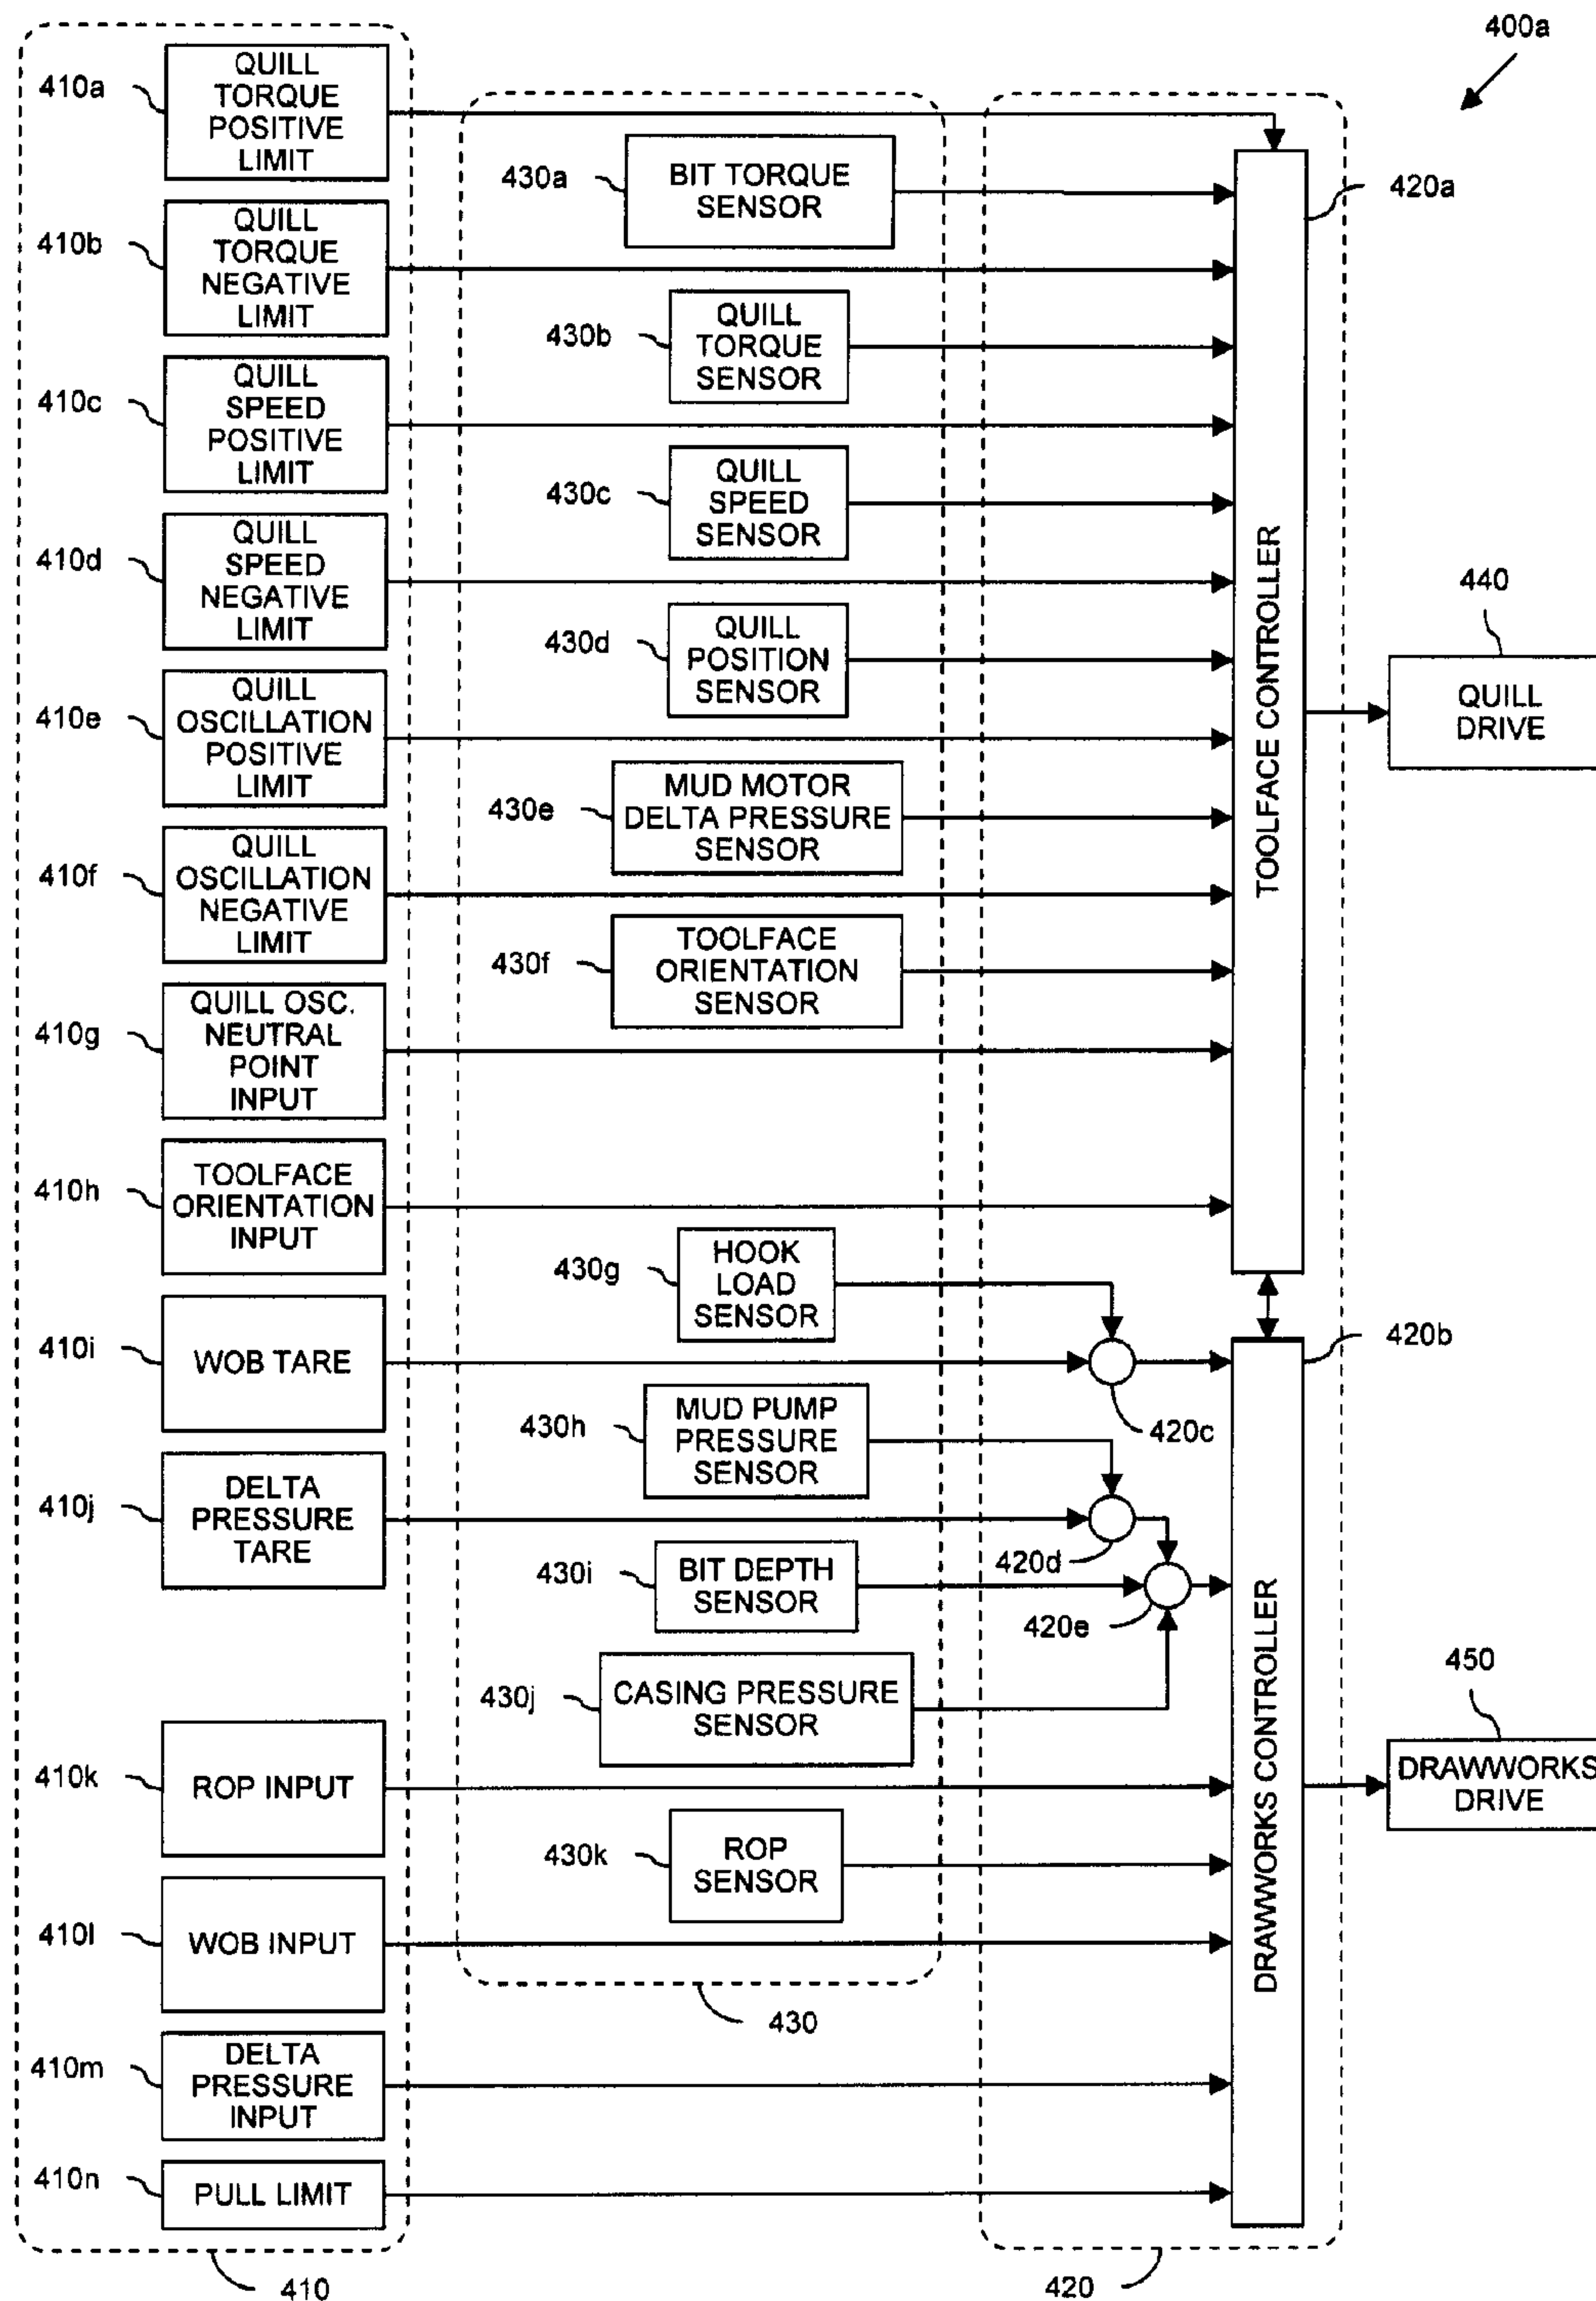 400a
410a
QUILL
TORQUE
POSITIVE
LIMIT
430a
BIT TORQUE
SENSOR
420a
410b
QUILL
TORQUE
NEGATIVE
LIMIT
430b
QUILL
TORQUE
SENSOR
410c
QUILL
SPEED
POSITIVE
LIMIT
430c
QUILL
SPEED
SENSOR
410d
QUILL
SPEED
NEGATIVE
LIMIT
430d
QUILL
POSITION
SENSOR
TOOLFACE CONTROLLER
440
QUILL
DRIVE
410e
QUILL
OSCILLATION
POSITIVE
LIMIT
430e
MUD MOTOR
DELTA PRESSURE
SENSOR
410f
QUILL
OSCILLATION
NEGATIVE
LIMIT
430f
TOOLFACE
ORIENTATION
SENSOR
410g
QUILL OSC.
NEUTRAL
POINT
INPUT
410h
TOOLFACE
ORIENTATION
INPUT
430g
HOOK
LOAD
SENSOR
410i
WOB TARE
420b
420c
430h
MUD PUMP
PRESSURE
SENSOR
410j
DELTA
PRESSURE
TARE
420d
430i
BIT DEPTH
SENSOR
420e
430j
CASING PRESSURE
SENSOR
DRAWWORKS CONTROLLER
450
DRAWWORKS
DRIVE
410k
ROP INPUT
430k
ROP
SENSOR
410l
WOB INPUT
430
410m
DELTA
PRESSURE
INPUT
410n
PULL LIMIT
410
420